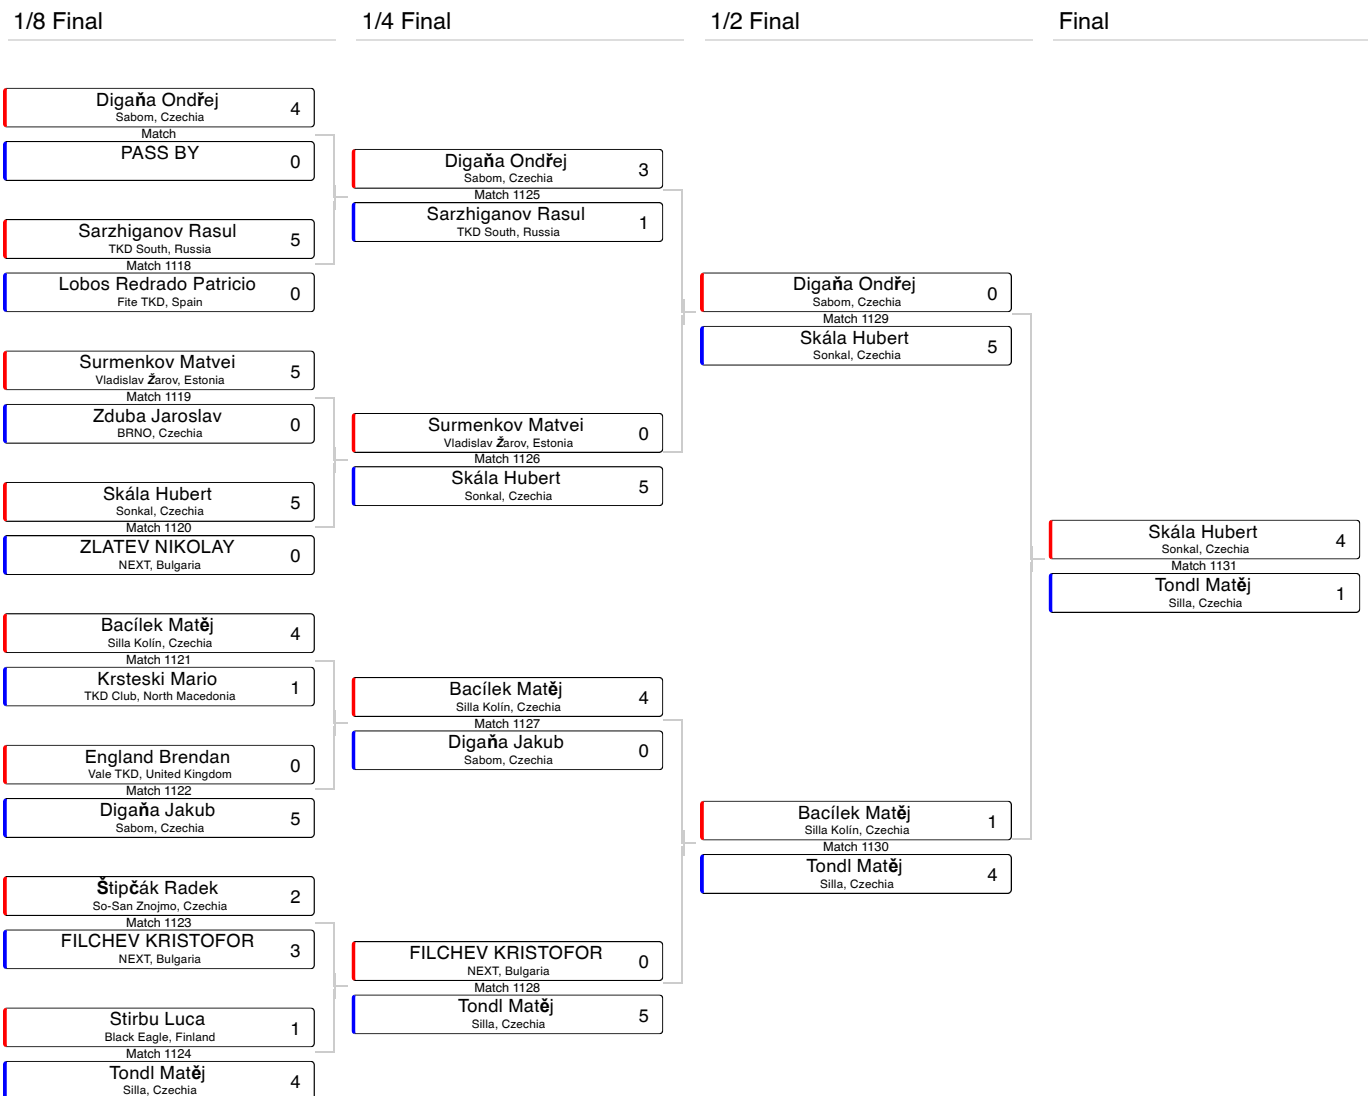 1/8 Final
1/4 Final
1/2 Final
Final
Digaňa Ondřej
4
Sabom, Czechia
Match
PASS BY
0
Sarzhiganov Rasul
5
TKD South, Russia
Match 1118
Lobos Redrado Patricio
0
Fite TKD, Spain
Surmenkov Matvei
5
Vladislav Žarov, Estonia
Match 1119
Zduba Jaroslav
0
BRNO, Czechia
Skála Hubert
5
Sonkal, Czechia
Match 1120
ZLATEV NIKOLAY
0
NEXT, Bulgaria
Bacílek Matěj
4
Silla Kolín, Czechia
Match 1121
Krsteski Mario
1
TKD Club, North Macedonia
England Brendan
0
Vale TKD, United Kingdom
Match 1122
Digaňa Jakub
5
Sabom, Czechia
Štipčák Radek
2
So-San Znojmo, Czechia
Match 1123
FILCHEV KRISTOFOR
3
NEXT, Bulgaria
Stirbu Luca
1
Black Eagle, Finland
Match 1124
Tondl Matěj
4
Silla, Czechia
Digaňa Ondřej
3
Sabom, Czechia
Match 1125
Sarzhiganov Rasul
1
TKD South, Russia
Surmenkov Matvei
0
Vladislav Žarov, Estonia
Match 1126
Skála Hubert
5
Sonkal, Czechia
Bacílek Matěj
4
Silla Kolín, Czechia
Match 1127
Digaňa Jakub
0
Sabom, Czechia
FILCHEV KRISTOFOR
0
NEXT, Bulgaria
Match 1128
Tondl Matěj
5
Silla, Czechia
Digaňa Ondřej
0
Sabom, Czechia
Match 1129
Skála Hubert
5
Sonkal, Czechia
Bacílek Matěj
1
Silla Kolín, Czechia
Match 1130
Tondl Matěj
4
Silla, Czechia
Skála Hubert
4
Sonkal, Czechia
Match 1131
Tondl Matěj
1
Silla, Czechia